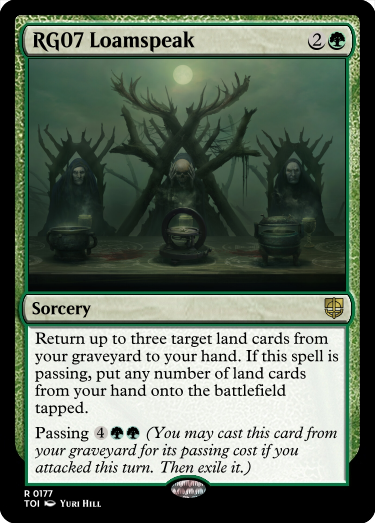 RG07 Loamspeak 2
Sorcery
Return up to three target land cards from
your graveyard to your hand. If this spell is
passing, put any number of land cards
from your hand onto the battlefield
tapped.
Passing 4 (You may cast this card from
your graveyard for its passing cost if you
attacked this turn. Then exile it.)
R 0177
TOI Yuri Hill